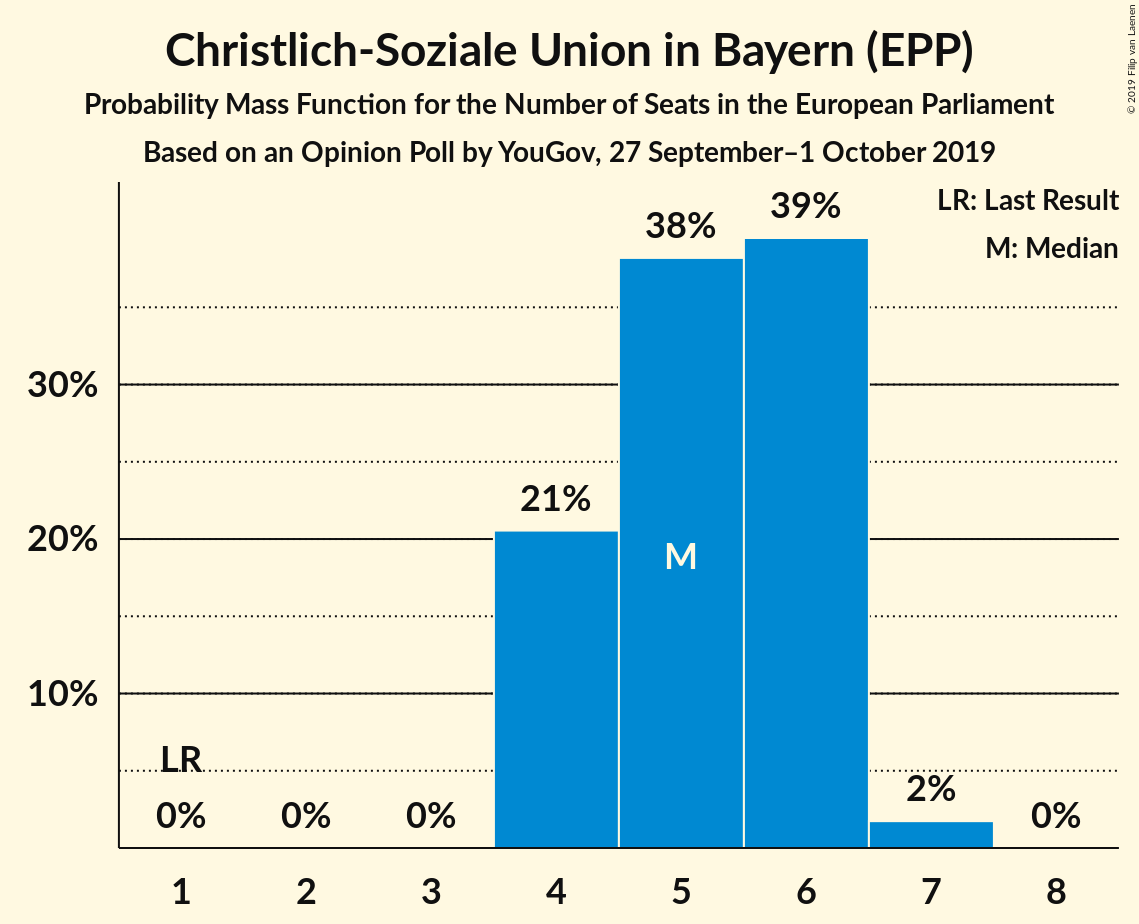 Christlich-Soziale Union in Bayern (EPP)
Probability Mass Function for the Number of Seats in the European Parliament
Based on an Opinion Poll by YouGov, 27 September–1 October 2019
© 2019 Filip van Laenen
LR: Last Result
M: Median
39%
38%
30%
21%
20%
M
10%
LR
2%
0% 0% 0% 0%
1 2 3 4 5 6 7 8